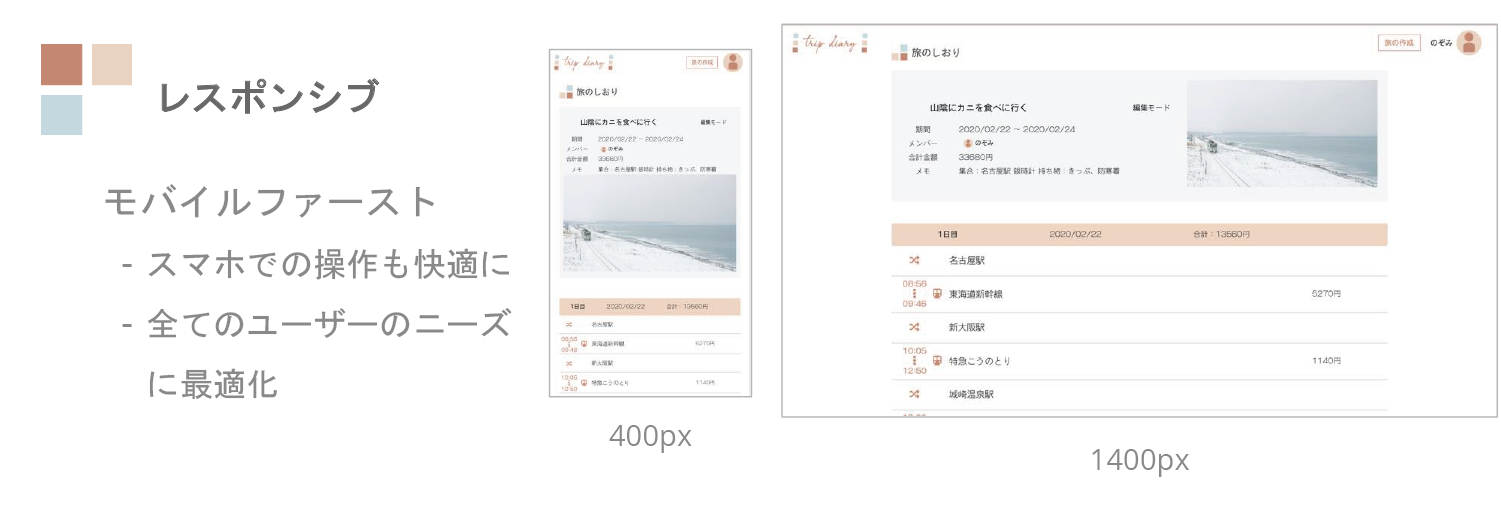 レスポンシブ
モバイルファースト
- スマホでの操作も快適に
- 全てのユーザーのニーズ
に最適化
trip diary
旅の作成
旅のしおり
山陰にカニを食べに行く
編集モード
期間 2020/02/22 ~ 2020/02/24
メンバー のぞみ
合計金額 33680円
メモ 集合：名古屋駅 銀時計 持ち物：きっぷ、防寒着
1日目 2020/02/22 合計：13560円
名古屋駅
08:56
09:46
東海道新幹線 5270円
新大阪駅
10:05
12:50
特急こうのとり 1140円
400px
trip diary
旅の作成 のぞみ
旅のしおり
山陰にカニを食べに行く 編集モード
期間 2020/02/22 ~ 2020/02/24
メンバー のぞみ
合計金額 33680円
メモ 集合：名古屋駅 銀時計 持ち物：きっぷ、防寒着
1日目 2020/02/22 合計：13560円
名古屋駅
08:56
09:46
東海道新幹線 5270円
新大阪駅
10:05
12:50
特急こうのとり 1140円
城崎温泉駅
1400px